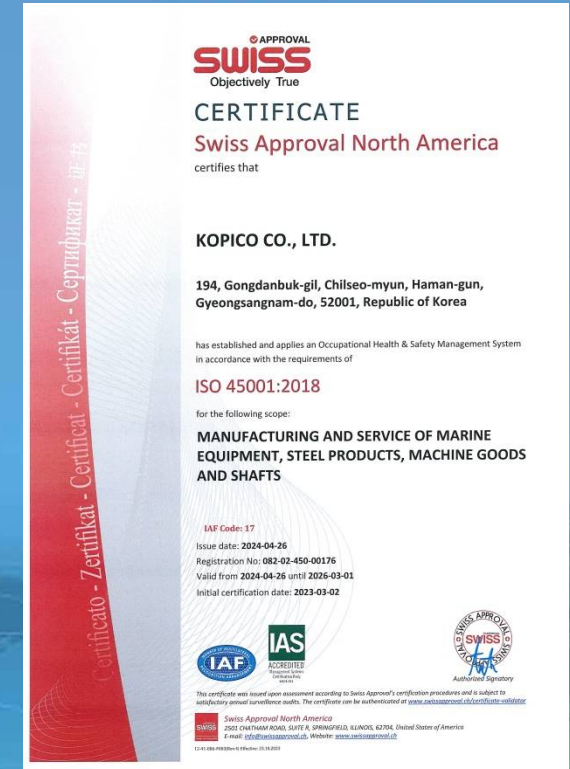 APPROVAL
SWISS
Objectively True
CERTIFICATE
Swiss Approval North America
certifies that
KOPICO CO., LTD.
194, Gongdanbuk-gil, Chilseo-myun, Haman-gun,
Gyeongsangnam-do, 52001, Republic of Korea
has established and applies an Occupational Health & Safety Management System
in accordance with the requirements of
ISO 45001:2018
for the following scope:
MANUFACTURING AND SERVICE OF MARINE
EQUIPMENT, STEEL PRODUCTS, MACHINE GOODS
AND SHAFTS
IAF Code: 17
Issue date: 2024-04-26
Registration No: 082-02-450-00176
Valid from 2024-04-26 until 2026-03-01
Initial certification date: 2023-03-02
Certificato - Zertifikat - Certificat - Certifikát - Сертификат - 证书
IAF
IAS
ACCREDITED
SWISS APPROVAL
SWISS
Authorized Signatory
This certificate was issued upon assessment according to Swiss Approval's certification procedures and is subject to
satisfactory annual surveillance audits. The certificate can be authenticated at www.swissapproval.ch/certificate-validator
SWISS
Swiss Approval North America
2501 CHATHAM ROAD, SUITE R, SPRINGFIELD, ILLINOIS, 62704, United States of America
E-mail: info@swissapproval.ch, Website: www.swissapproval.ch